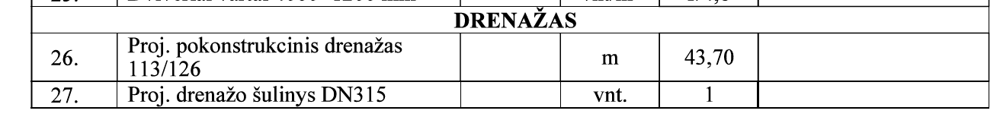 DRENAŽAS
26. Proj. pokonstrukcinis drenažas 113/126 m 43,70
27. Proj. drenažo šulinys DN315 vnt. 1